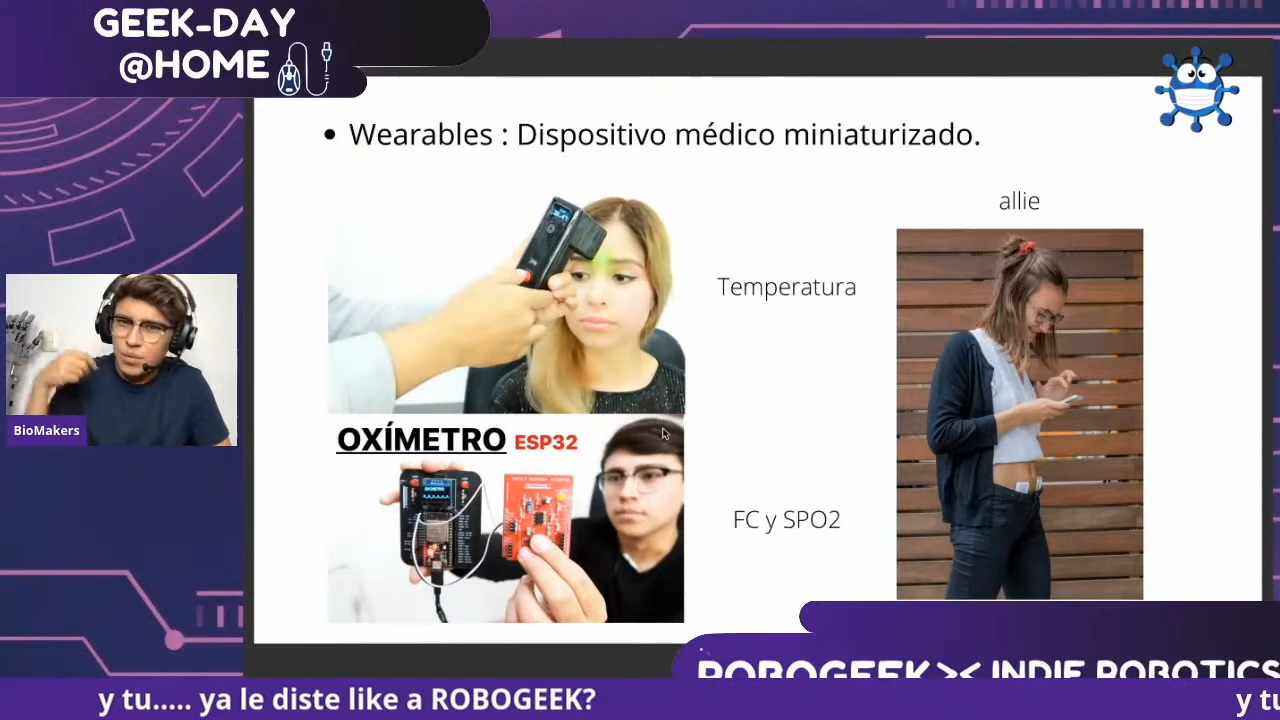 GEEK-DAY
@HOME
• Wearables : Dispositivo médico miniaturizado.
allie
Temperatura
OXÍMETRO ESP32
FC y SPO2
BioMakers
ROBOGEEK >< INDIE ROBOTICS
y tu..... ya le diste like a ROBOGEEK?
y tu